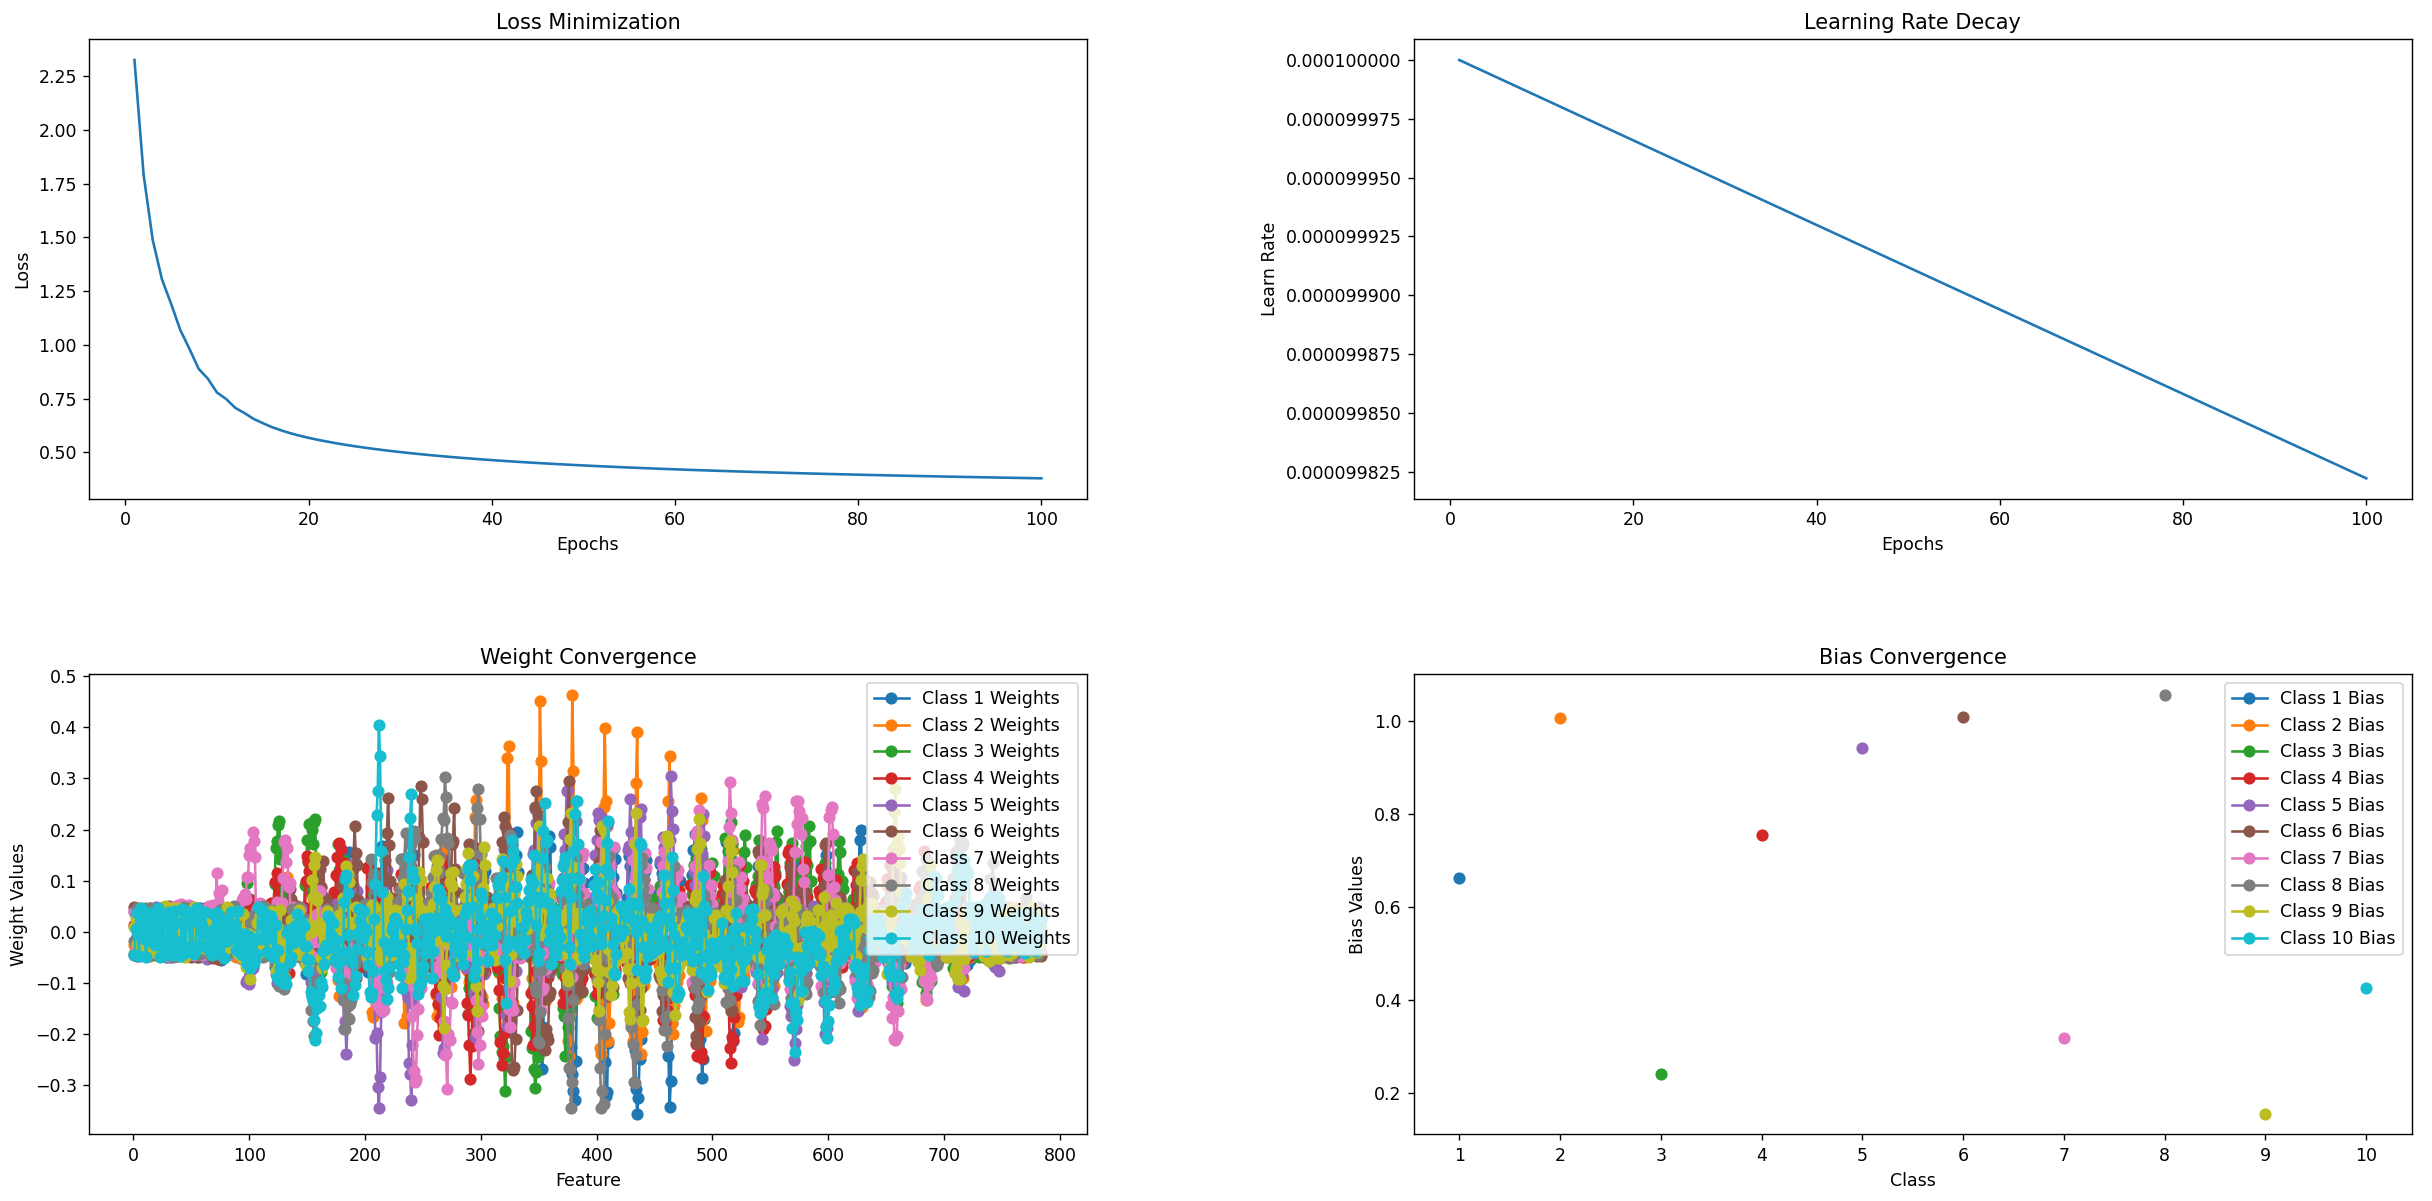 Loss Minimization
2.25
2.00
1.75
1.50
1.25
1.00
0.75
0.50
Loss
0 20 40 60 80 100
Epochs
Learning Rate Decay
0.000100000
0.000099975
0.000099950
0.000099925
0.000099900
0.000099875
0.000099850
0.000099825
Learn Rate
0 20 40 60 80 100
Epochs
Weight Convergence
0.5
0.4
0.3
0.2
0.1
0.0
−0.1
−0.2
−0.3
Weight Values
Class 1 Weights
Class 2 Weights
Class 3 Weights
Class 4 Weights
Class 5 Weights
Class 6 Weights
Class 7 Weights
Class 8 Weights
Class 9 Weights
Class 10 Weights
0 100 200 300 400 500 600 700 800
Feature
Bias Convergence
1.0
0.8
0.6
0.4
0.2
Bias Values
Class 1 Bias
Class 2 Bias
Class 3 Bias
Class 4 Bias
Class 5 Bias
Class 6 Bias
Class 7 Bias
Class 8 Bias
Class 9 Bias
Class 10 Bias
1 2 3 4 5 6 7 8 9 10
Class